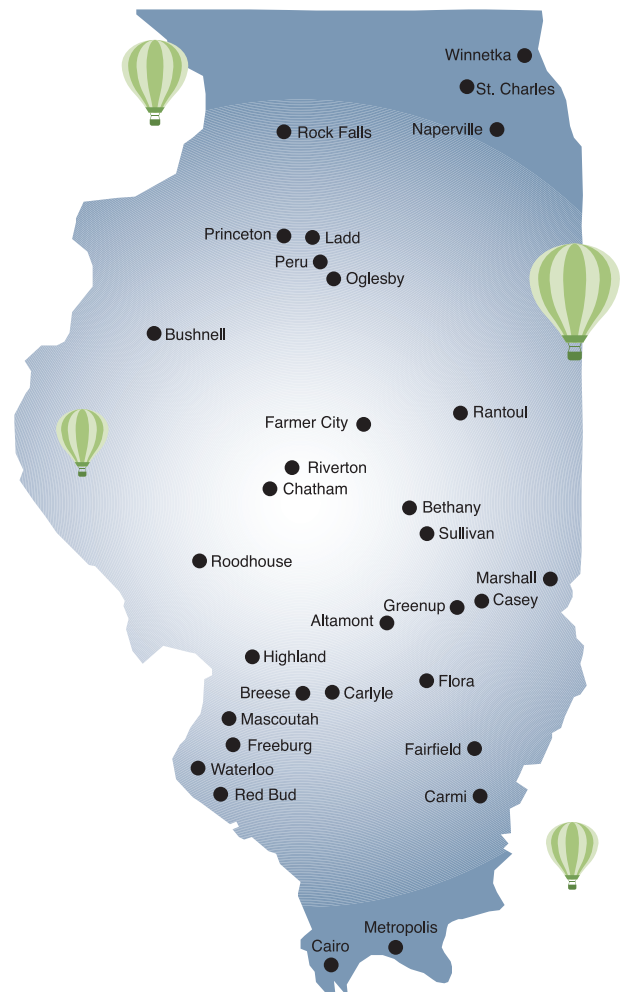 Winnetka
St. Charles
Naperville
Rock Falls
Princeton
Ladd
Peru
Oglesby
Bushnell
Rantoul
Farmer City
Riverton
Chatham
Bethany
Sullivan
Roodhouse
Marshall
Casey
Greenup
Altamont
Highland
Flora
Breese
Carlyle
Mascoutah
Freeburg
Fairfield
Waterloo
Red Bud
Carmi
Metropolis
Cairo